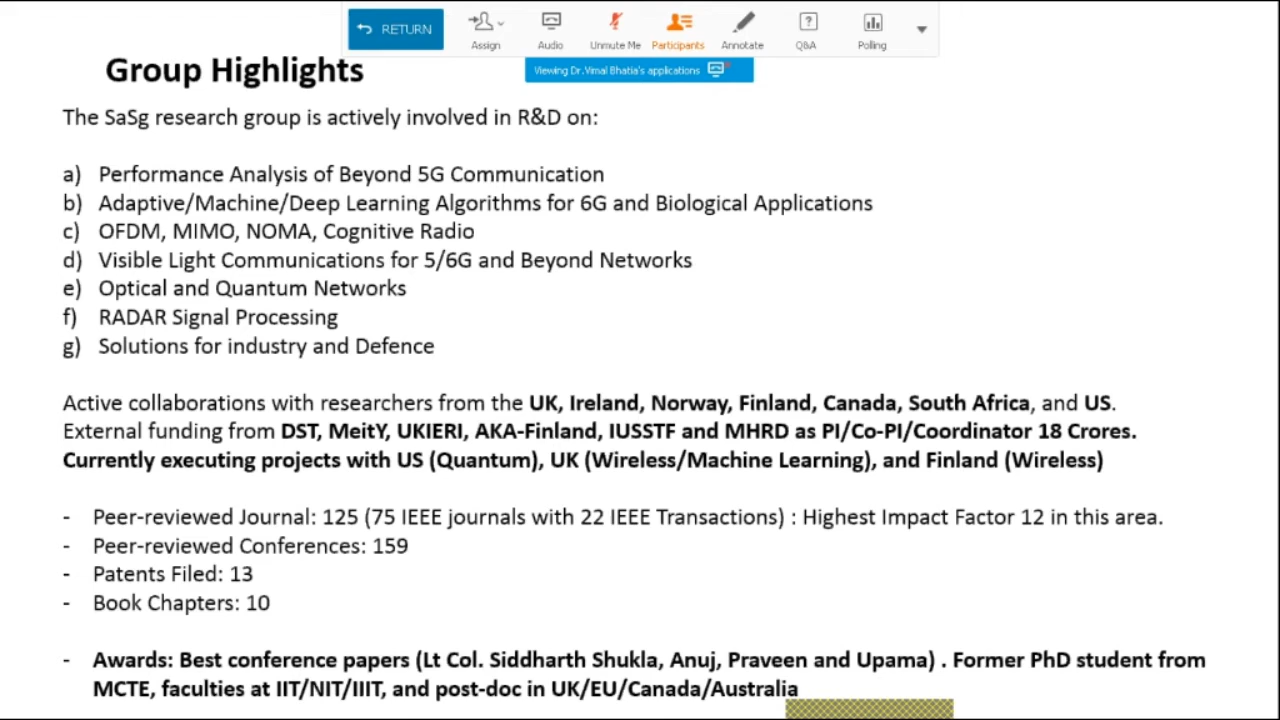 RETURN
Assign
Audio
Unmute Me
Participants
Annotate
Q&A
Polling
Viewing Dr.Vimal Bhatia's applications
Group Highlights
The SaSg research group is actively involved in R&D on:
a) Performance Analysis of Beyond 5G Communication
b) Adaptive/Machine/Deep Learning Algorithms for 6G and Biological Applications
c) OFDM, MIMO, NOMA, Cognitive Radio
d) Visible Light Communications for 5/6G and Beyond Networks
e) Optical and Quantum Networks
f) RADAR Signal Processing
g) Solutions for industry and Defence
Active collaborations with researchers from the UK, Ireland, Norway, Finland, Canada, South Africa, and US.
External funding from DST, MeitY, UKIERI, AKA-Finland, IUSSTF and MHRD as PI/Co-PI/Coordinator 18 Crores.
Currently executing projects with US (Quantum), UK (Wireless/Machine Learning), and Finland (Wireless)
- Peer-reviewed Journal: 125 (75 IEEE journals with 22 IEEE Transactions) : Highest Impact Factor 12 in this area.
- Peer-reviewed Conferences: 159
- Patents Filed: 13
- Book Chapters: 10
- Awards: Best conference papers (Lt Col. Siddharth Shukla, Anuj, Praveen and Upama) . Former PhD student from
MCTE, faculties at IIT/NIT/IIIT, and post-doc in UK/EU/Canada/Australia